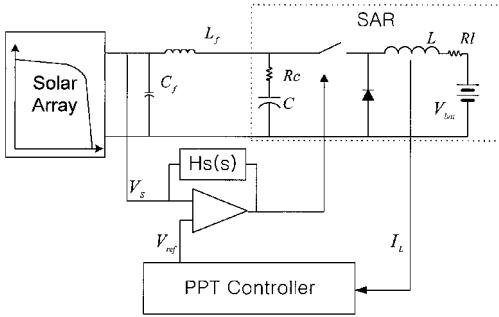 SAR
L_f
L
Rl
Solar
Array
C_f
Rc
C
V_bat
Hs(s)
V_S
V_ref
I_L
PPT Controller